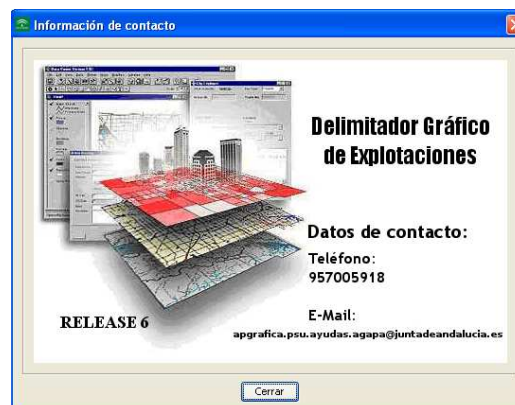 Información de contacto
Delimitador Gráfico
de Explotaciones
Datos de contacto:
Teléfono:
957005918
E-Mail:
apgrafica.psu.ayudas.agapa@juntadeandalucia.es
RELEASE 6
Cerrar